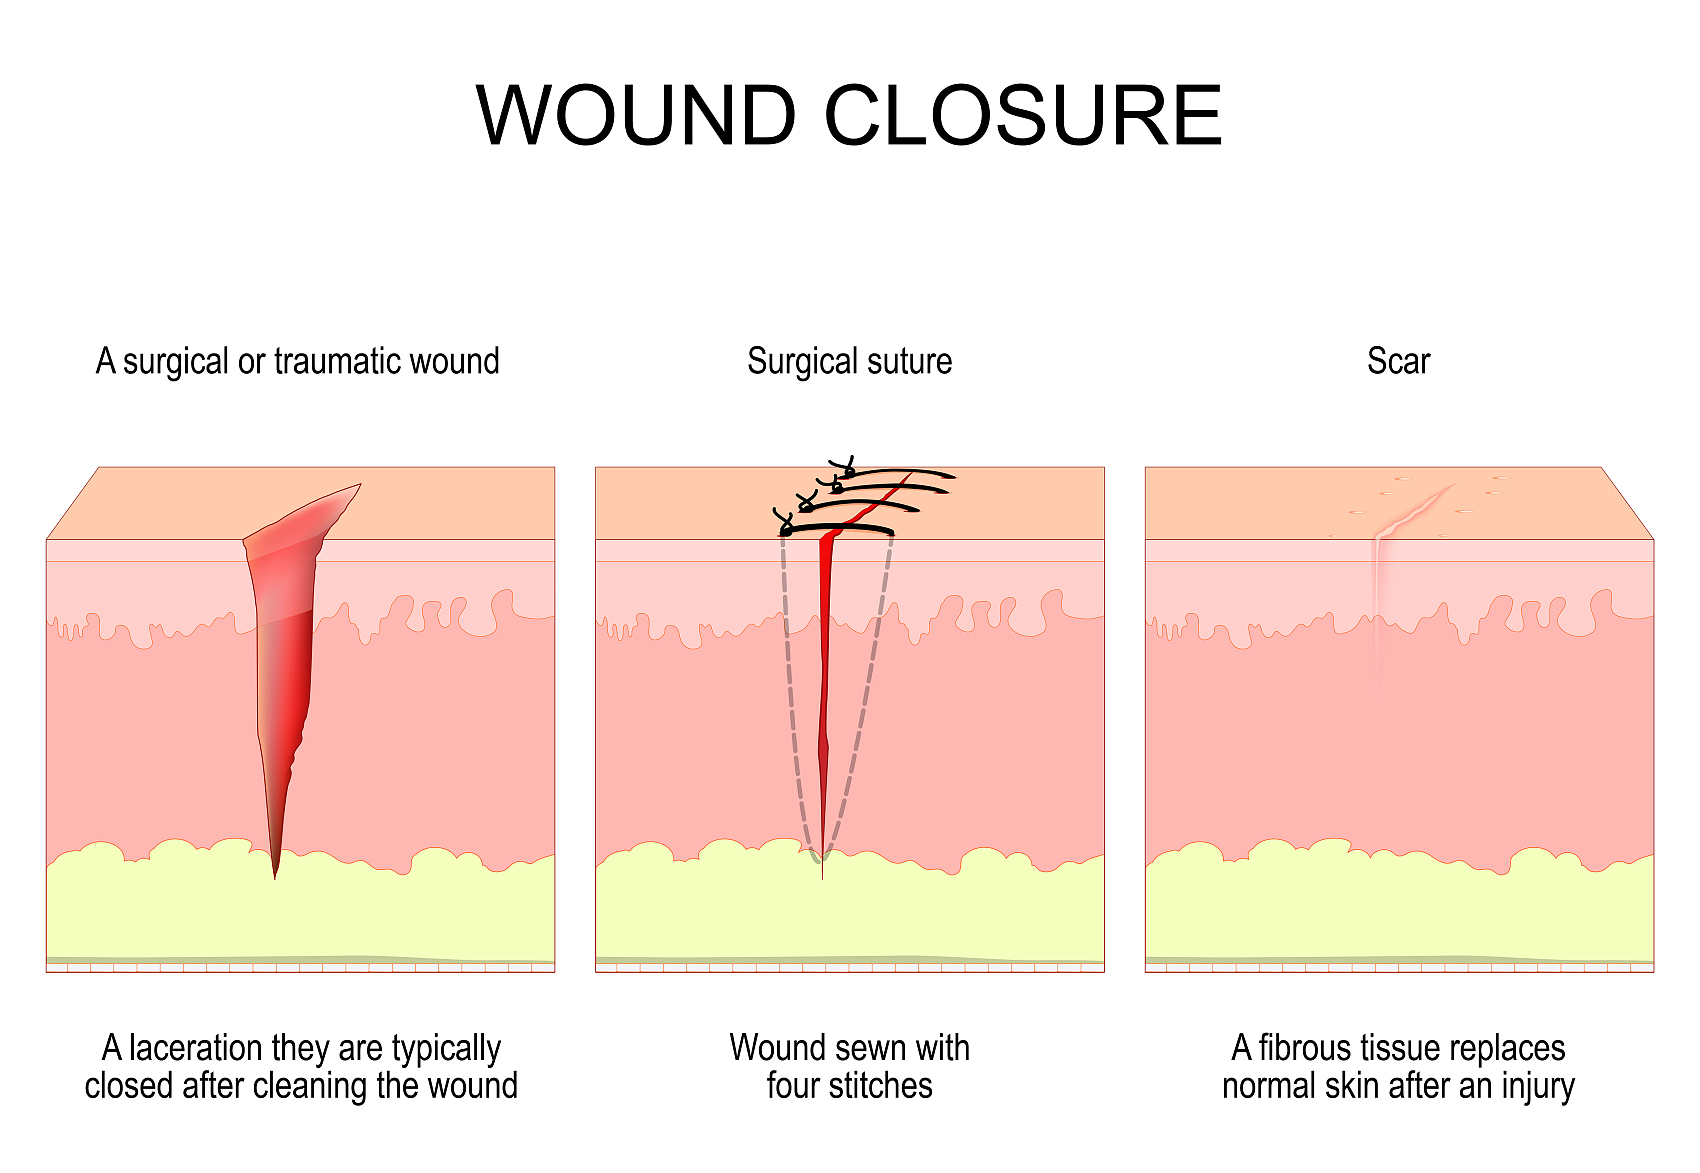 WOUND CLOSURE
A surgical or traumatic wound
Surgical suture
Scar
A laceration they are typically
closed after cleaning the wound
Wound sewn with
four stitches
A fibrous tissue replaces
normal skin after an injury